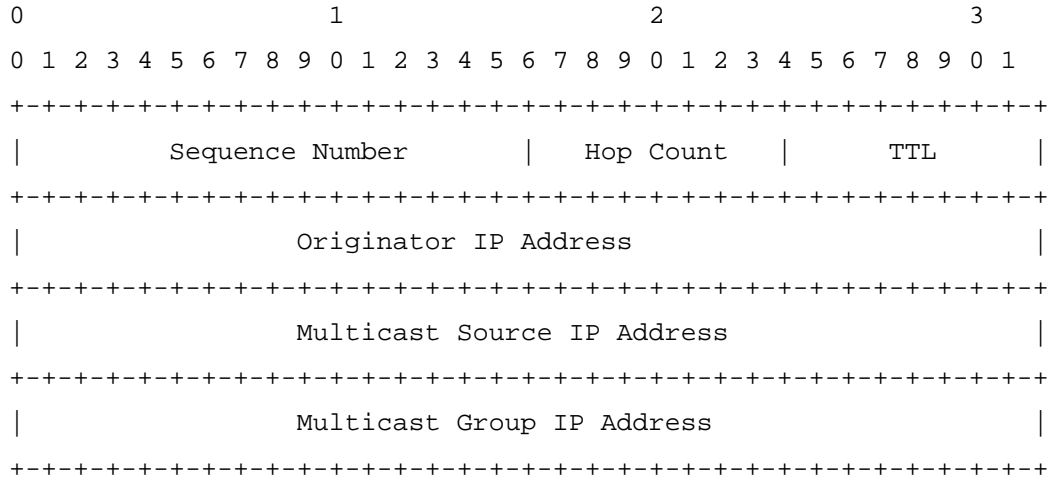 0                   1                   2                   3
0 1 2 3 4 5 6 7 8 9 0 1 2 3 4 5 6 7 8 9 0 1 2 3 4 5 6 7 8 9 0 1
+-+-+-+-+-+-+-+-+-+-+-+-+-+-+-+-+-+-+-+-+-+-+-+-+-+-+-+-+-+-+-+-+
|         Sequence Number       |   Hop Count   |      TTL      |
+-+-+-+-+-+-+-+-+-+-+-+-+-+-+-+-+-+-+-+-+-+-+-+-+-+-+-+-+-+-+-+-+
|                 Originator IP Address                         |
+-+-+-+-+-+-+-+-+-+-+-+-+-+-+-+-+-+-+-+-+-+-+-+-+-+-+-+-+-+-+-+-+
|                 Multicast Source IP Address                   |
+-+-+-+-+-+-+-+-+-+-+-+-+-+-+-+-+-+-+-+-+-+-+-+-+-+-+-+-+-+-+-+-+
|                 Multicast Group IP Address                    |
+-+-+-+-+-+-+-+-+-+-+-+-+-+-+-+-+-+-+-+-+-+-+-+-+-+-+-+-+-+-+-+-+